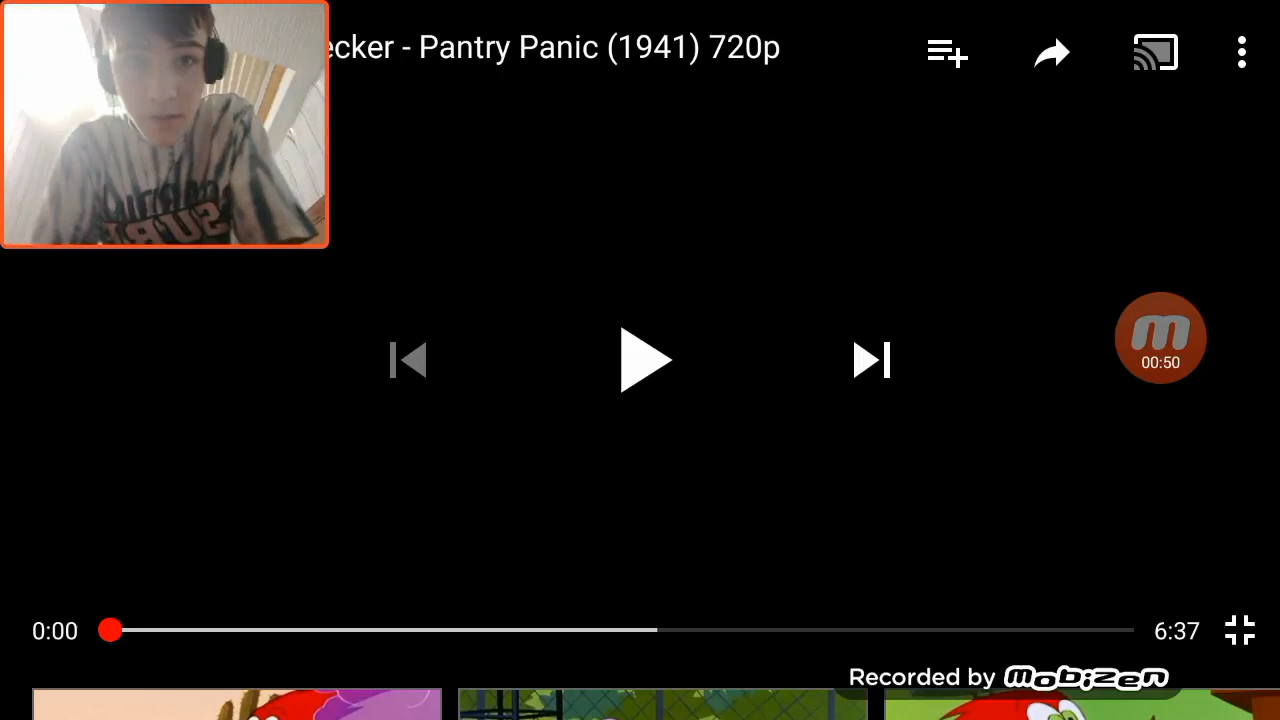 ecker - Pantry Panic (1941) 720p
m
00:50
0:00
6:37
Recorded by mobizen